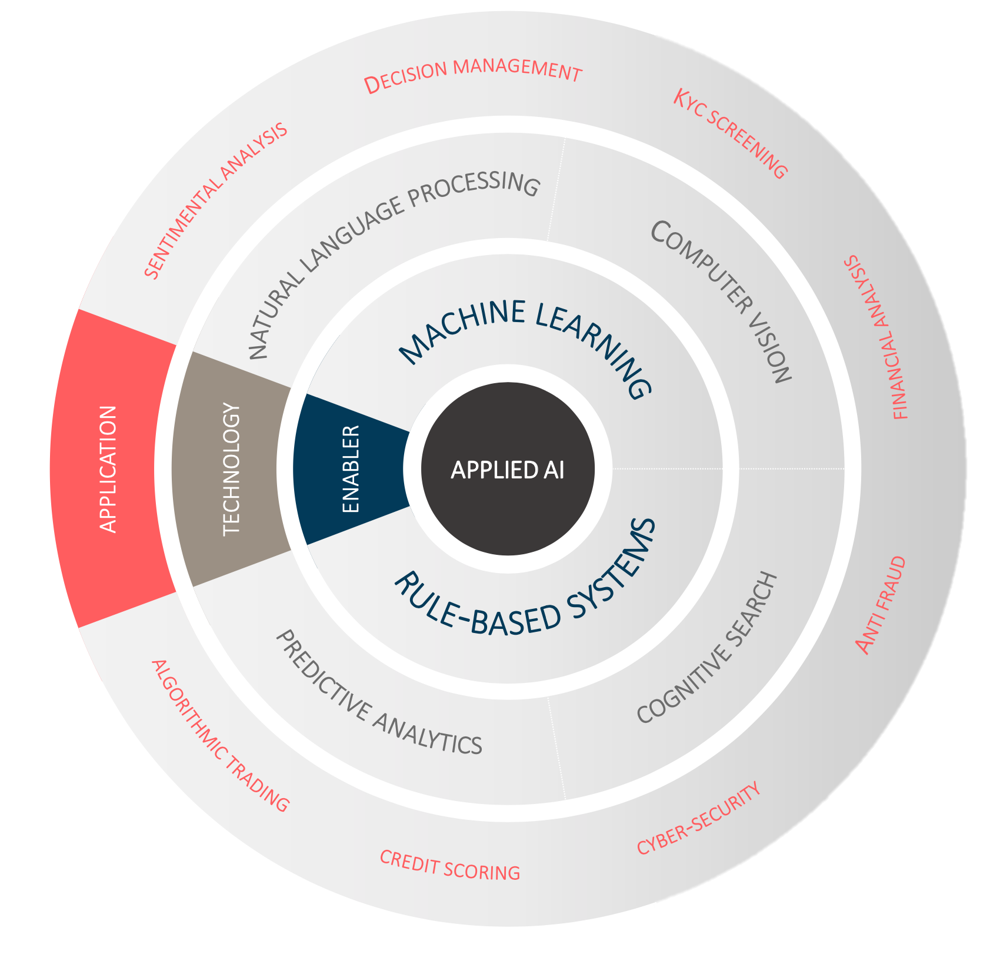 DECISION MANAGEMENT
KYC SCREENING
SENTIMENTAL ANALYSIS
NATURAL LANGUAGE PROCESSING
COMPUTER VISION
FINANCIAL ANALYSIS
MACHINE LEARNING
APPLICATION
TECHNOLOGY
ENABLER
APPLIED AI
RULE-BASED SYSTEMS
ANTI FRAUD
COGNITIVE SEARCH
PREDICTIVE ANALYTICS
ALGORITHMIC TRADING
CYBER-SECURITY
CREDIT SCORING